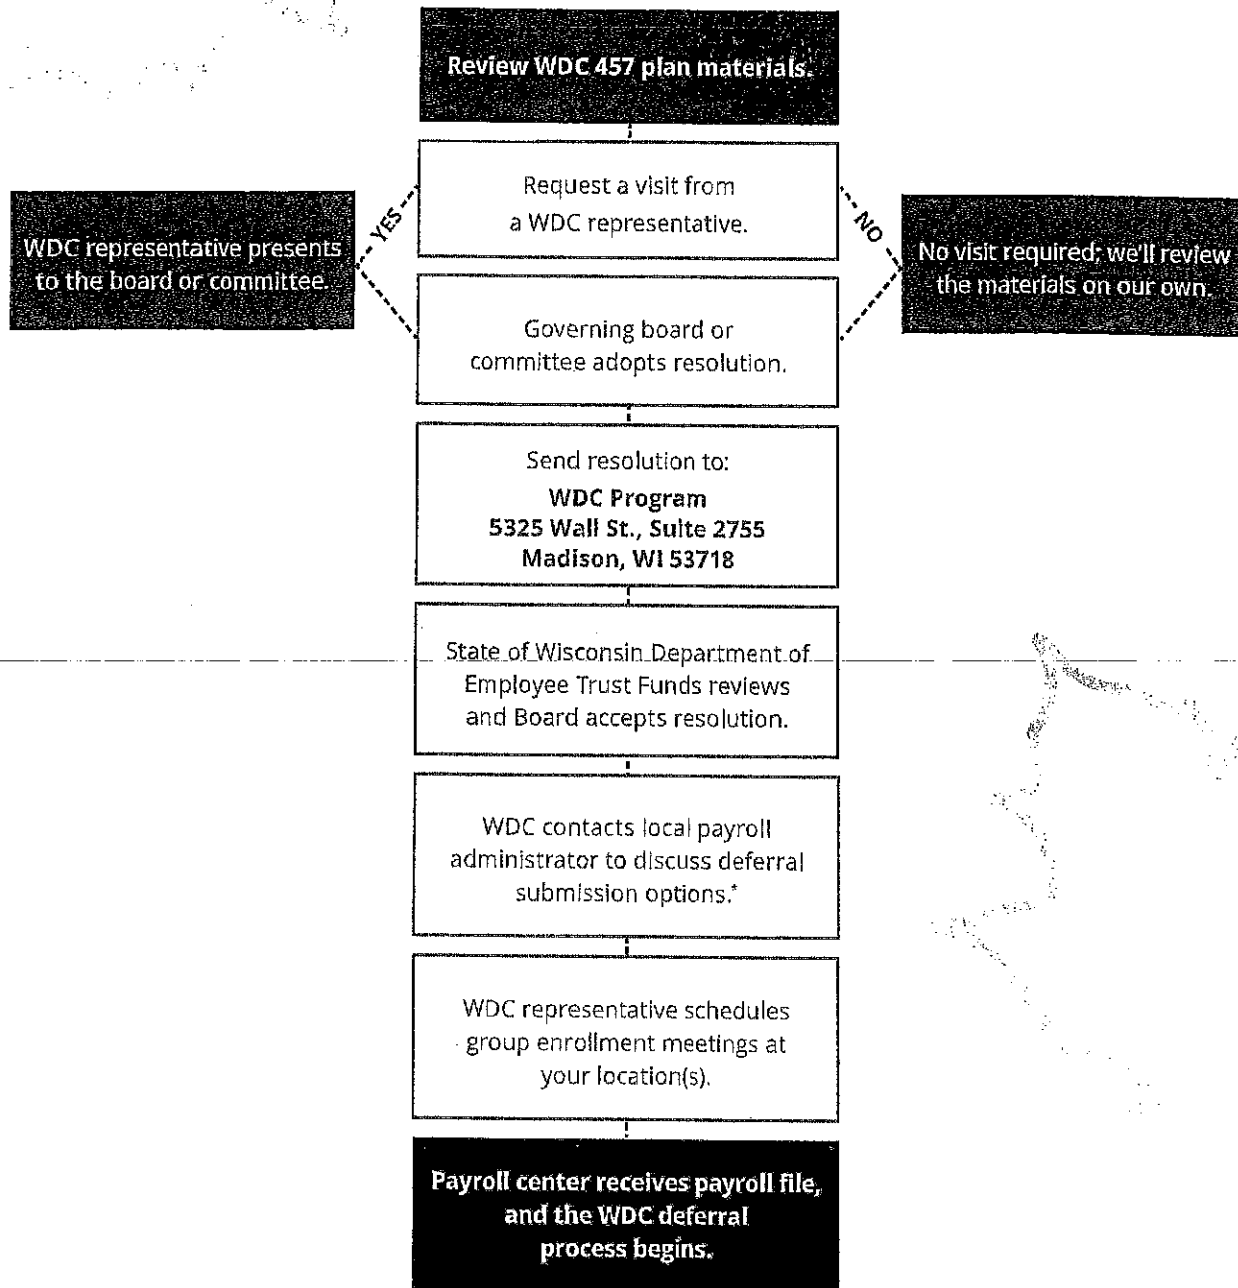 Review WDC 457 plan materials.
Request a visit from
a WDC representative.
YES
NO
WDC representative presents
to the board or committee.
No visit required; we'll review
the materials on our own.
Governing board or
committee adopts resolution.
Send resolution to:
WDC Program
5325 Wall St., Suite 2755
Madison, WI 53718
State of Wisconsin Department of
Employee Trust Funds reviews
and Board accepts resolution.
WDC contacts local payroll
administrator to discuss deferral
submission options.*
WDC representative schedules
group enrollment meetings at
your location(s).
Payroll center receives payroll file,
and the WDC deferral
process begins.